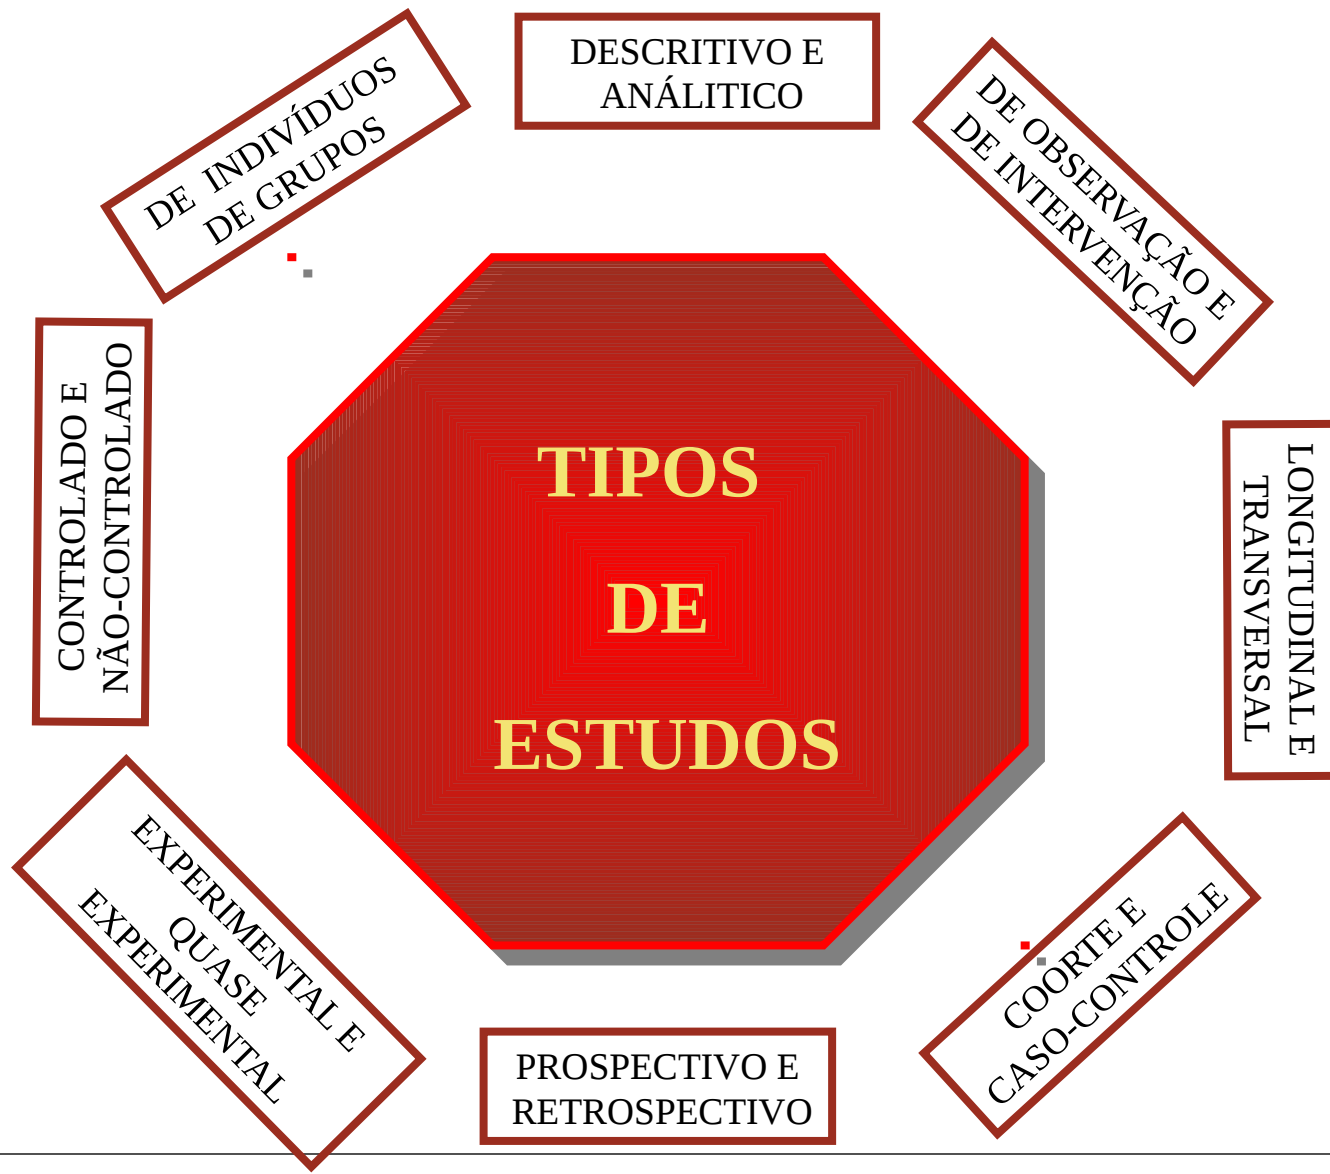 DE INDIVÍDUOS
DE GRUPOS
DESCRITIVO E
ANÁLITICO
DE OBSERVAÇÃO E
DE INTERVENÇÃO
CONTROLADO E
NÃO-CONTROLADO
TIPOS
DE
ESTUDOS
LONGITUDINAL E
TRANSVERSAL
EXPERIMENTAL E
QUASE
EXPERIMENTAL
PROSPECTIVO E
RETROSPECTIVO
COORTE E
CASO-CONTROLE